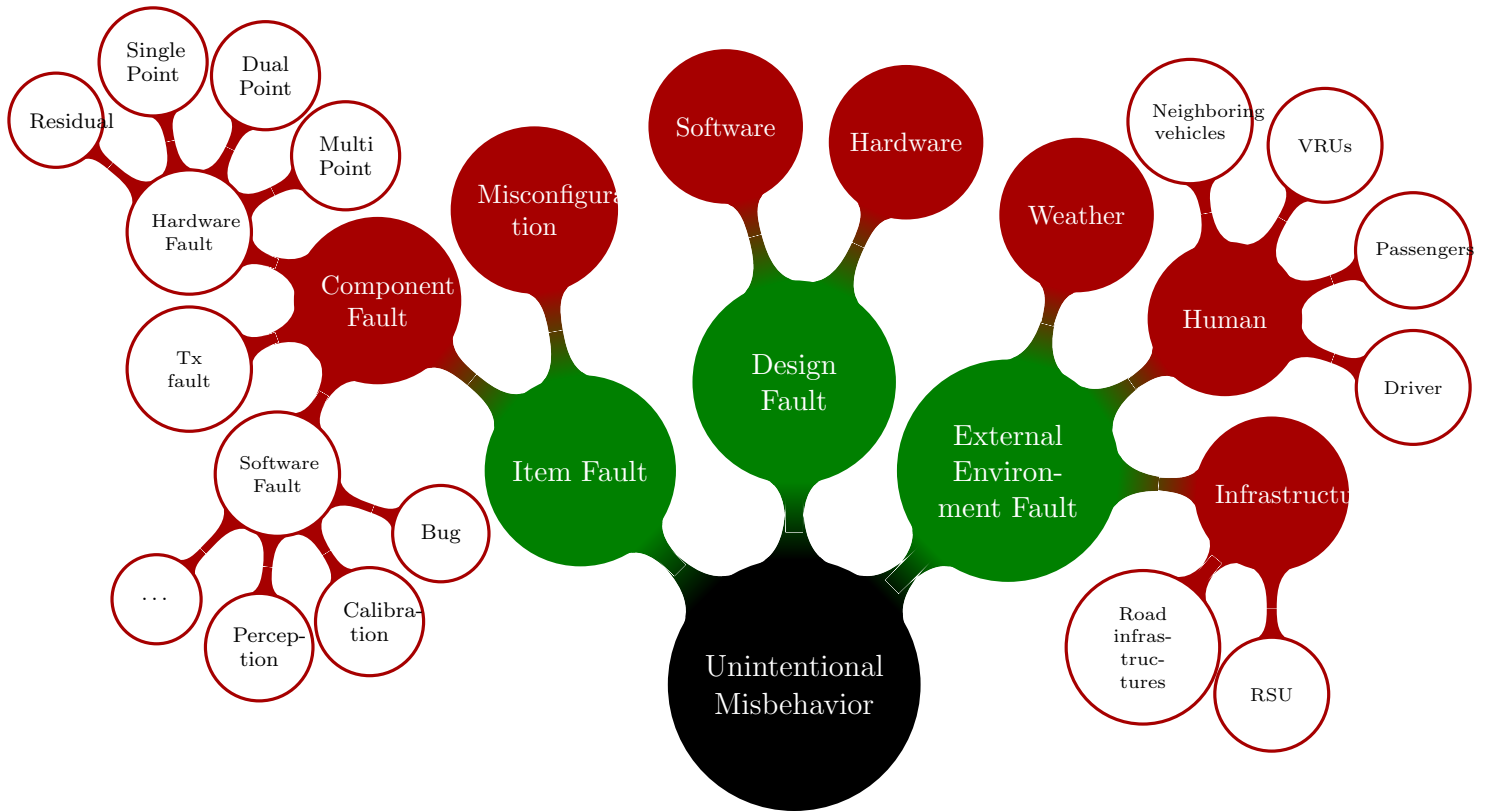 Single
Point
Dual
Point
Residual
Multi
Point
Hardware
Fault
Component
Fault
Tx
fault
Software
Fault
Bug
...
Calibra-
tion
Percep-
tion
Misconfigura
tion
Item Fault
Software
Hardware
Design
Fault
Unintentional
Misbehavior
Weather
External
Environ-
ment Fault
Neighboring
vehicles
VRUs
Passengers
Human
Driver
Infrastructu
Road
infras-
truc-
tures
RSU